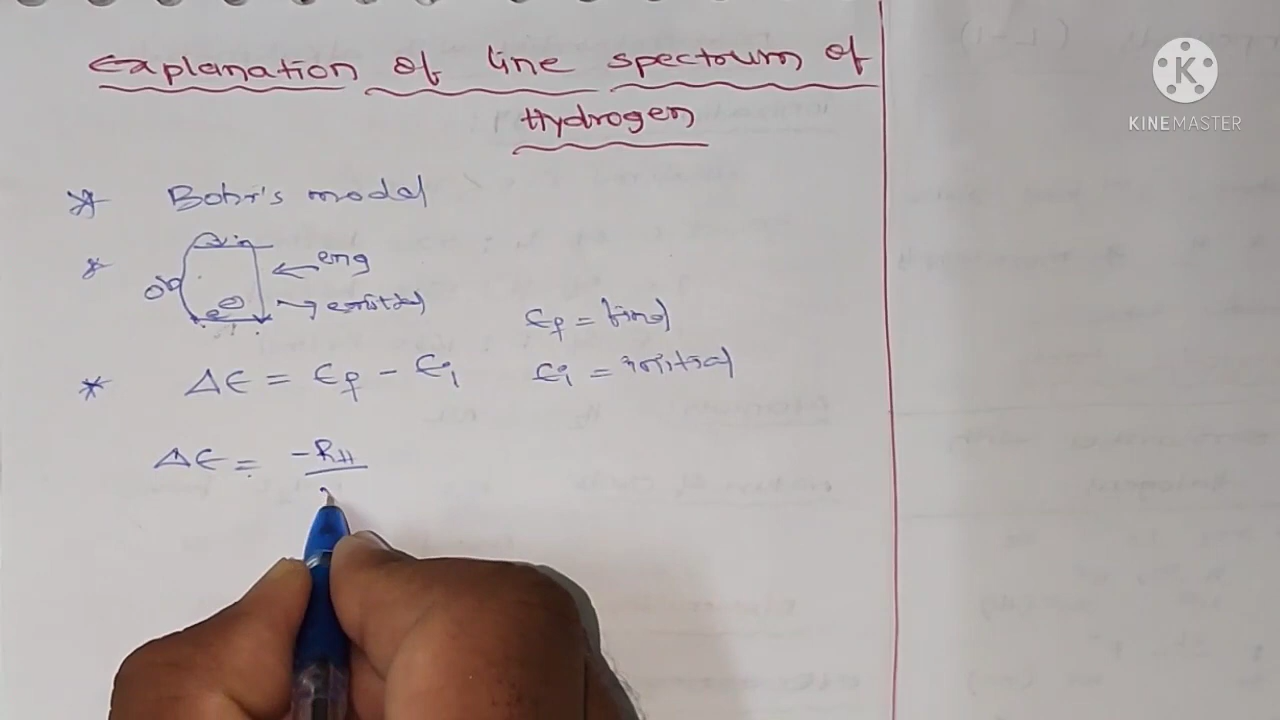 Explanation of line spectrum of
Hydrogen
KINEMASTER
* Bohr's model
* eng
emitted
Ef = final
* ΔE = Ef - Ei
Ei = initial
ΔE = -RH